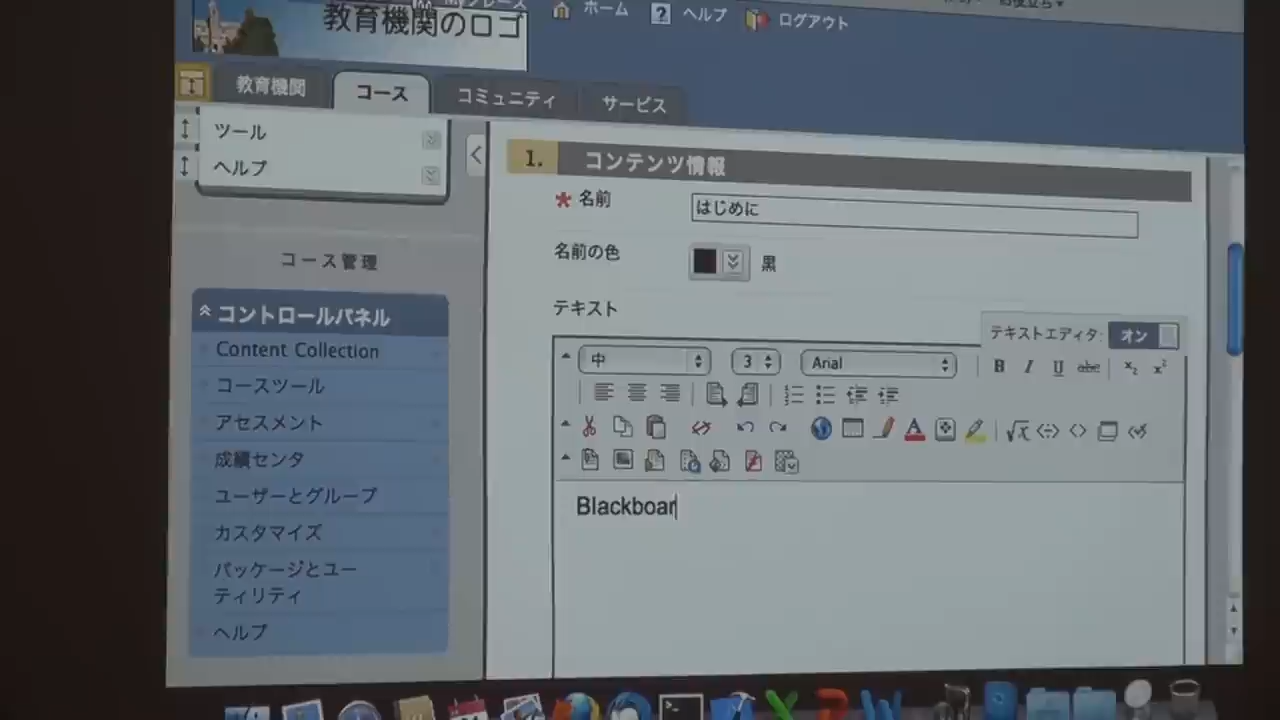 教育機関のロゴ
ホーム
ヘルプ
ログアウト
教育機関
コース
コミュニティ
サービス
ツール
ヘルプ
コース管理
コントロールパネル
Content Collection
コースツール
アセスメント
成績センタ
ユーザーとグループ
カスタマイズ
パッケージとユー
ティリティ
ヘルプ
1. コンテンツ情報
名前
はじめに
名前の色
黒
テキスト
テキストエディタ: オン
中 3 Arial B I U abc x₂ x²
Blackboar